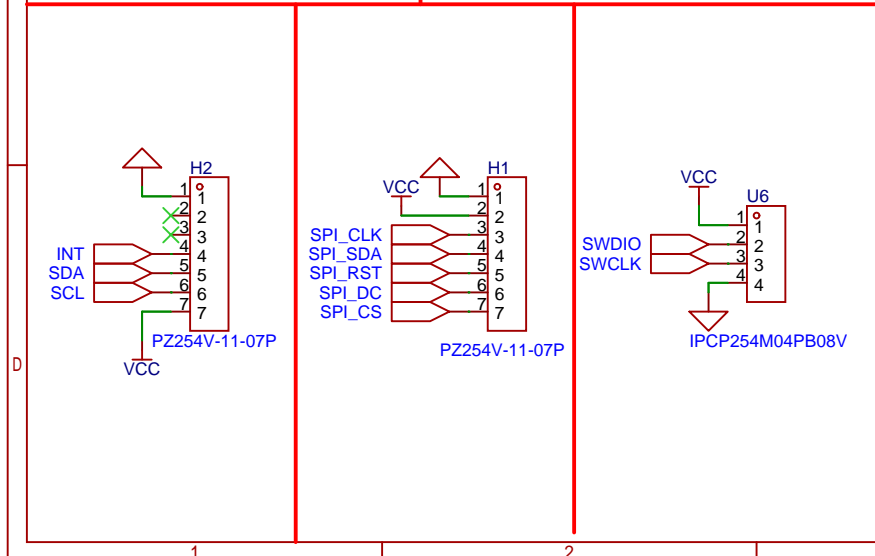 H2
1 1
2 2
3 3
INT 4 4
SDA 5 5
SCL 6 6
7 7
PZ254V-11-07P
VCC
H1
VCC
1 1
2 2
SPI_CLK 3 3
SPI_SDA 4 4
SPI_RST 5 5
SPI_DC 6 6
SPI_CS 7 7
PZ254V-11-07P
VCC
U6
1 1
SWDIO 2 2
SWCLK 3 3
4 4
IPCP254M04PB08V
D
1 2